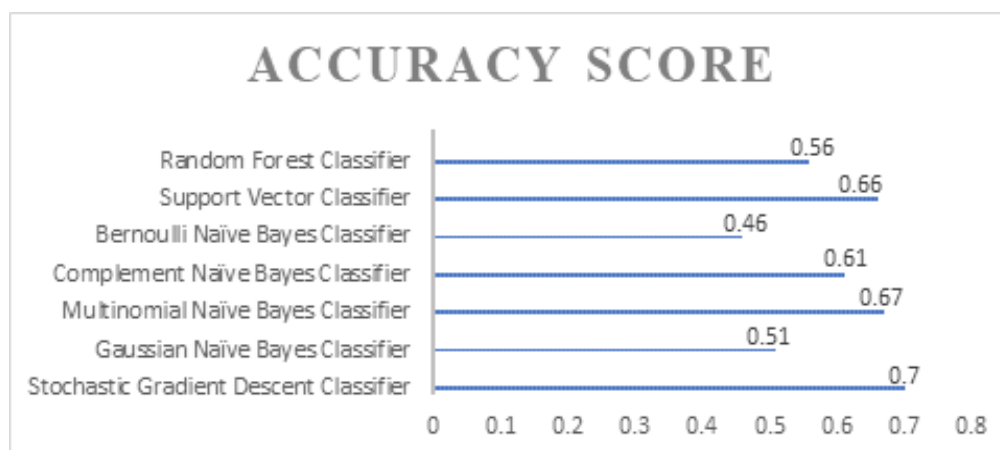 ACCURACY SCORE
Random Forest Classifier 0.56
Support Vector Classifier 0.66
Bernoulli Naïve Bayes Classifier 0.46
Complement Naïve Bayes Classifier 0.61
Multinomial Naïve Bayes Classifier 0.67
Gaussian Naïve Bayes Classifier 0.51
Stochastic Gradient Descent Classifier 0.7
0 0.1 0.2 0.3 0.4 0.5 0.6 0.7 0.8